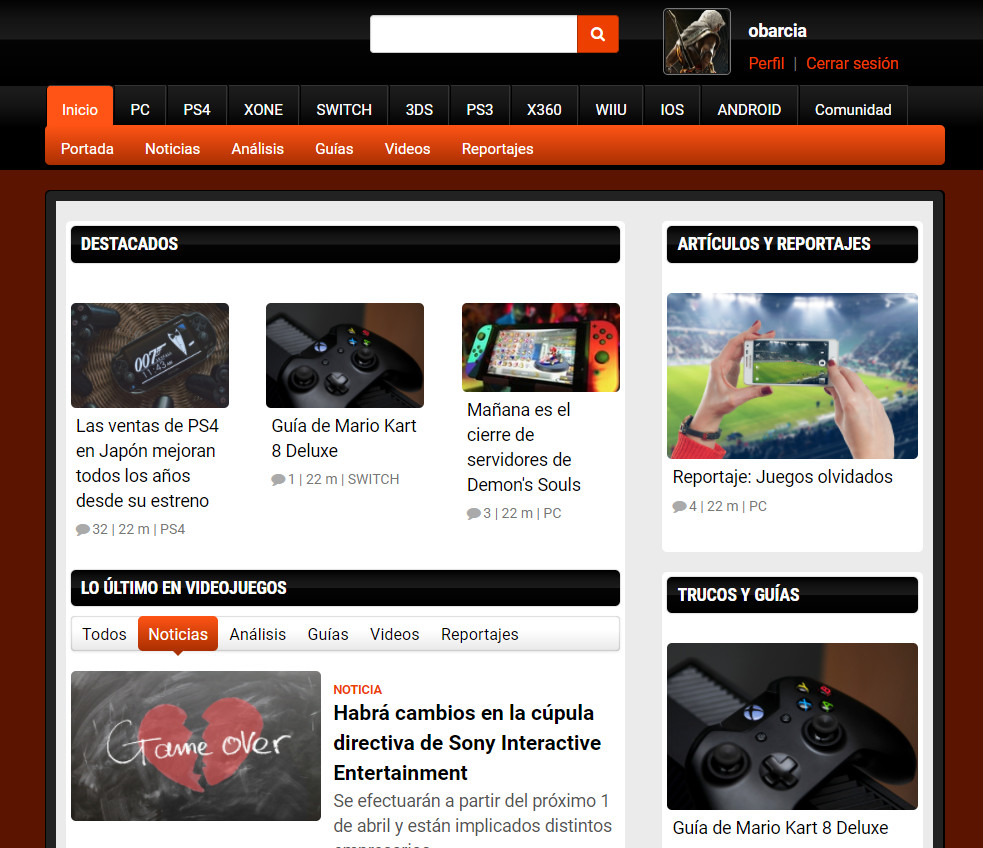 obarcia
Perfil | Cerrar sesión
Inicio PC PS4 XONE SWITCH 3DS PS3 X360 WIIU IOS ANDROID Comunidad
Portada Noticias Análisis Guías Videos Reportajes
DESTACADOS
007
Las ventas de PS4
en Japón mejoran
todos los años
desde su estreno
32 | 22 m | PS4
Guía de Mario Kart
8 Deluxe
1 | 22 m | SWITCH
Mañana es el
cierre de
servidores de
Demon's Souls
3 | 22 m | PC
LO ÚLTIMO EN VIDEOJUEGOS
Todos Noticias Análisis Guías Videos Reportajes
Game over
NOTICIA
Habrá cambios en la cúpula
directiva de Sony Interactive
Entertainment
Se efectuarán a partir del próximo 1
de abril y están implicados distintos
ARTÍCULOS Y REPORTAJES
Reportaje: Juegos olvidados
4 | 22 m | PC
TRUCOS Y GUÍAS
Y
B
X
A
Guía de Mario Kart 8 Deluxe